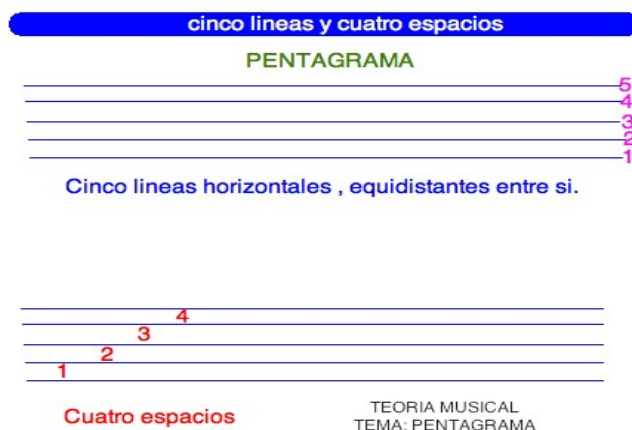 cinco lineas y cuatro espacios
PENTAGRAMA
5
4
3
2
1
Cinco lineas horizontales , equidistantes entre si.
4
3
2
1
Cuatro espacios
TEORIA MUSICAL
TEMA: PENTAGRAMA